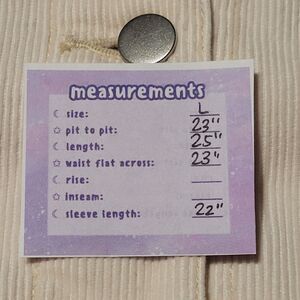 measurements
size: L
pit to pit: 23"
length: 25"
waist flat across: 23"
rise:
inseam:
sleeve length: 22"